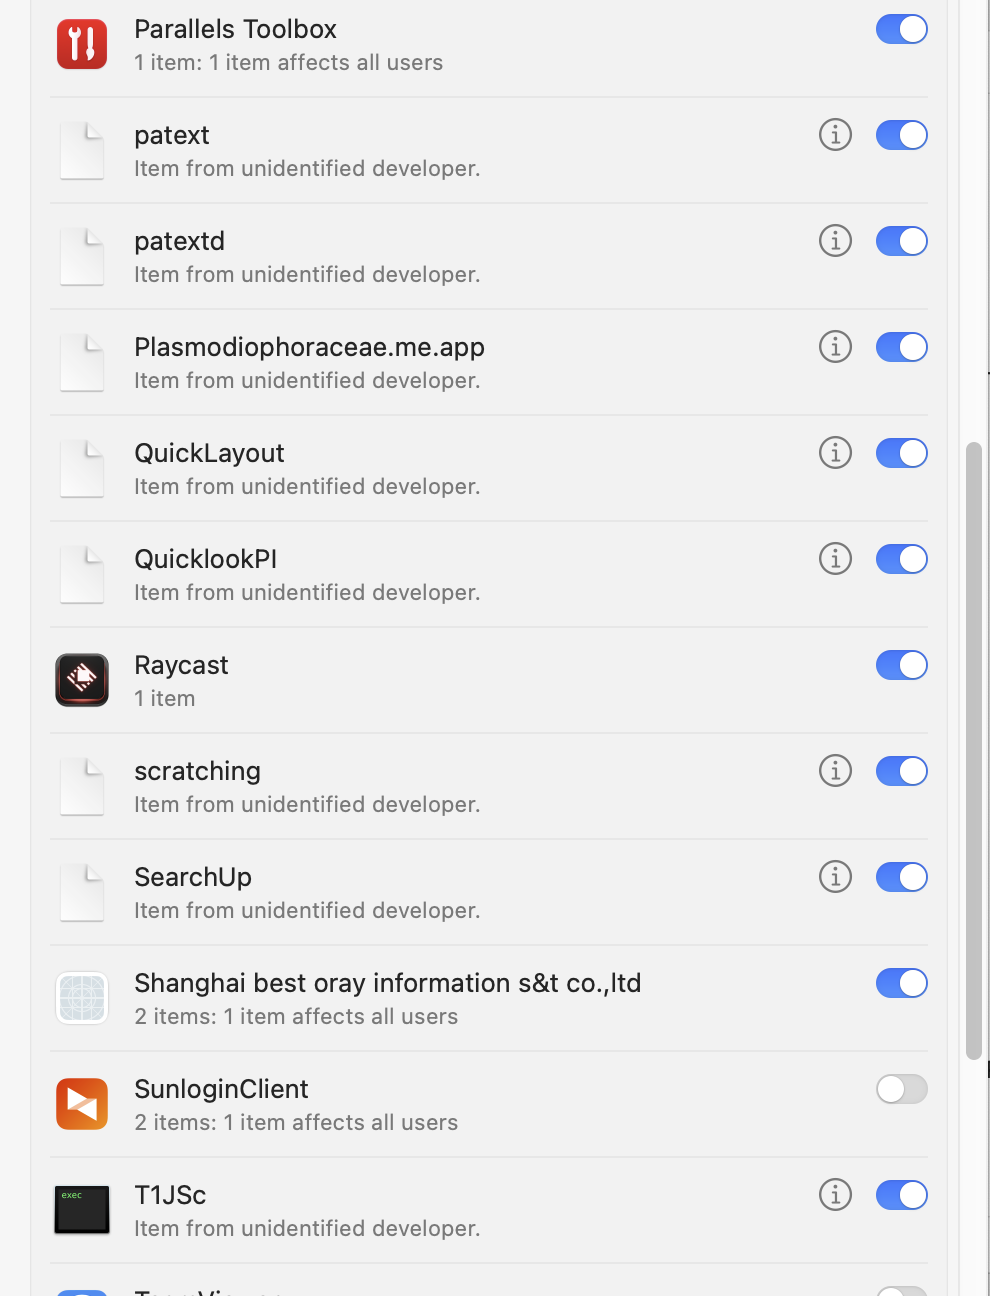 Parallels Toolbox
1 item: 1 item affects all users
patext
Item from unidentified developer.
patextd
Item from unidentified developer.
Plasmodiophoraceae.me.app
Item from unidentified developer.
QuickLayout
Item from unidentified developer.
QuicklookPI
Item from unidentified developer.
Raycast
1 item
scratching
Item from unidentified developer.
SearchUp
Item from unidentified developer.
Shanghai best oray information s&t co.,ltd
2 items: 1 item affects all users
SunloginClient
2 items: 1 item affects all users
exec
T1JSc
Item from unidentified developer.